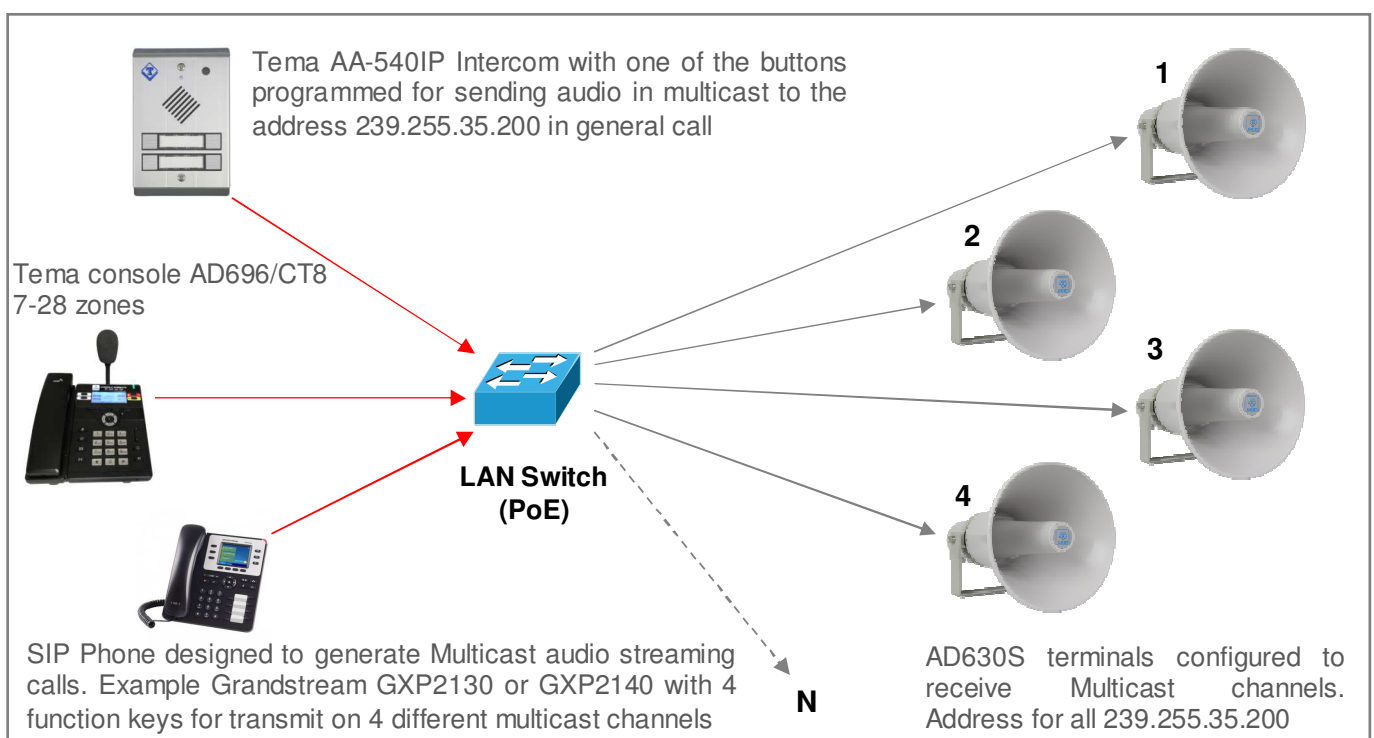 Tema AA-540IP Intercom with one of the buttons
programmed for sending audio in multicast to the
address 239.255.35.200 in general call
1
2
Tema console AD696/CT8
7-28 zones
3
LAN Switch
(PoE)
4
SIP Phone designed to generate Multicast audio streaming
calls. Example Grandstream GXP2130 or GXP2140 with 4
function keys for transmit on 4 different multicast channels
N
AD630S terminals configured to
receive Multicast channels.
Address for all 239.255.35.200